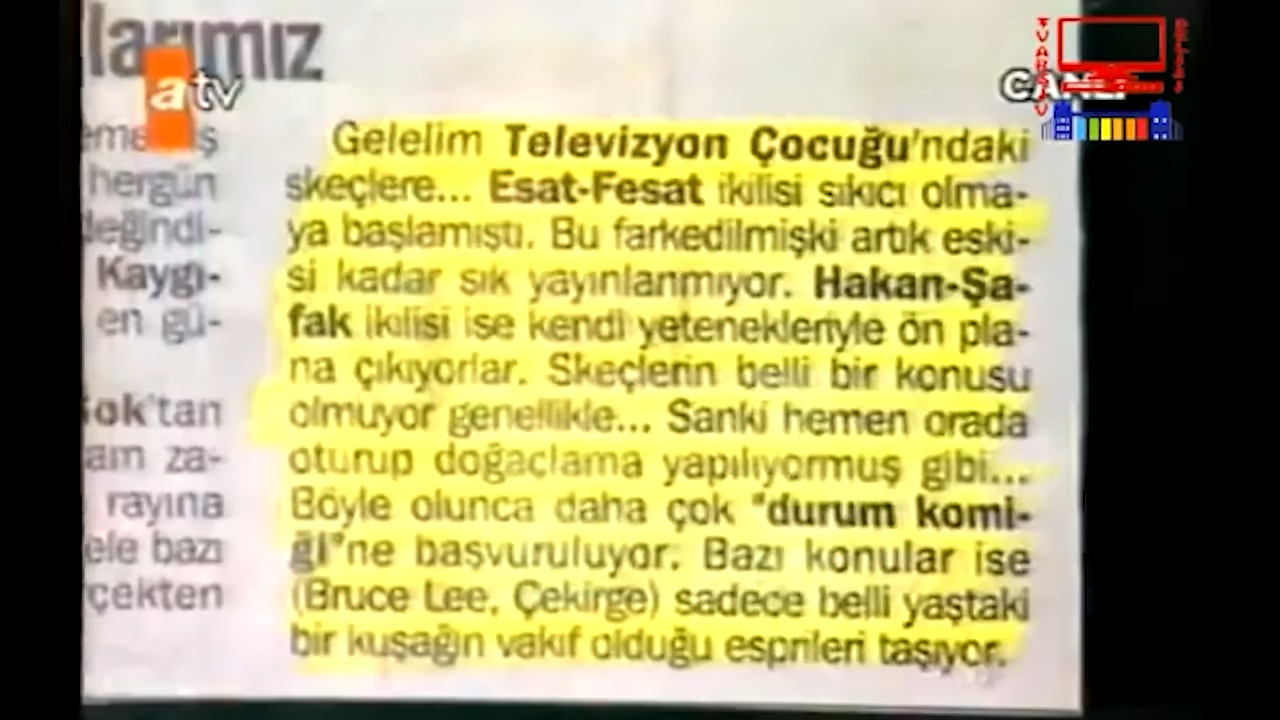 larımız
atv
CANLI
TVARSIV
hergün
değindi-
Kaygı-
en gü-
Gelelim Televizyon Çocuğu'ndaki
skeçlere... Esat-Fesat ikilisi sıkıcı olma-
ya başlamıştı. Bu farkedilmişki artık eski-
si kadar sık yayınlanmıyor. Hakan-Şa-
fak ikilisi ise kendi yetenekleriyle ön pla-
na çıkıyorlar. Skeçlerin belli bir konusu
olmuyor genellikle... Sanki hemen orada
oturup doğaçlama yapılıyormuş gibi...
Böyle olunca daha çok "durum komi-
ği"ne başvuruluyor. Bazı konular ise
(Bruce Lee, Çekirge) sadece belli yaştaki
bir kuşağın vakıf olduğu esprileri taşıyor.
ok'tan
am za-
rayına
ele bazı
çekten